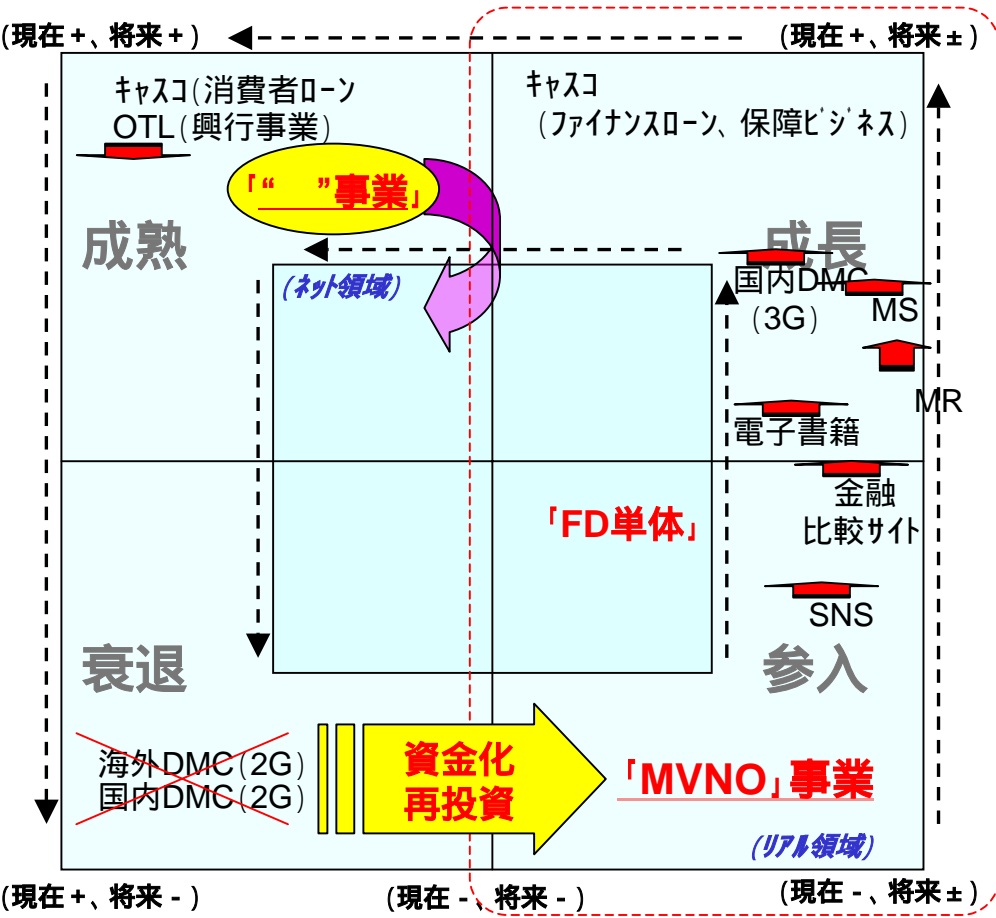 (現在+、将来+)
(現在+、将来±)
ｷｬｽｺ(消費者ﾛｰﾝ
OTL(興行事業)
ｷｬｽｺ
(ﾌｧｲﾅﾝｽﾛｰﾝ、保障ﾋﾞｼﾞﾈｽ)
「“　”事業」
成熟
成長
(ﾈｯﾄ領域)
国内DMC
(3G)
MS
MR
電子書籍
金融
比較ｻｲﾄ
「FD単体」
SNS
衰退
参入
海外DMC(2G)
国内DMC(2G)
資金化
再投資
「MVNO」事業
(ﾘｱﾙ領域)
(現在+、将来-)
(現在-、将来-)
(現在-、将来±)